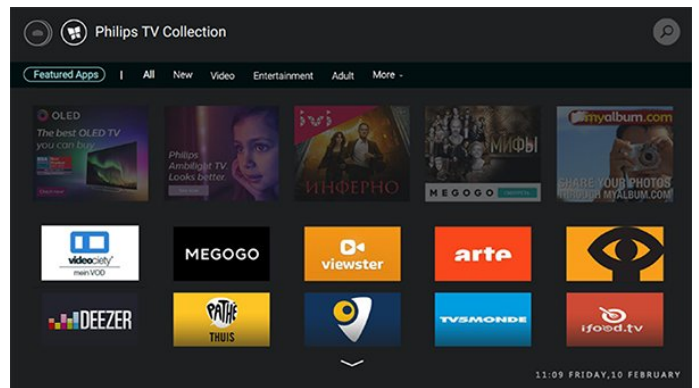 Philips TV Collection
Featured Apps | All New Video Entertainment Adult More
OLED
The best OLED TV
you can buy
Philips
Ambilight TV.
Looks better.
ivi
ИНФЕРНО
МИФЫ
MEGOGO
myalbum.com
SHARE YOUR PHOTOS
THROUGH MYALBUM.COM
videociety
mein VOD
MEGOGO
viewster
arte
DEEZER
PATHÉ
THUIS
TV5MONDE
ifood.tv
11:09 FRIDAY,10 FEBRUARY